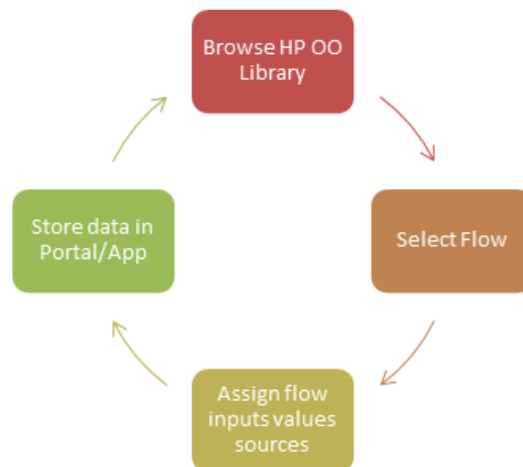 Browse HP OO
Library
Select Flow
Assign flow
inputs values
sources
Store data in
Portal/App